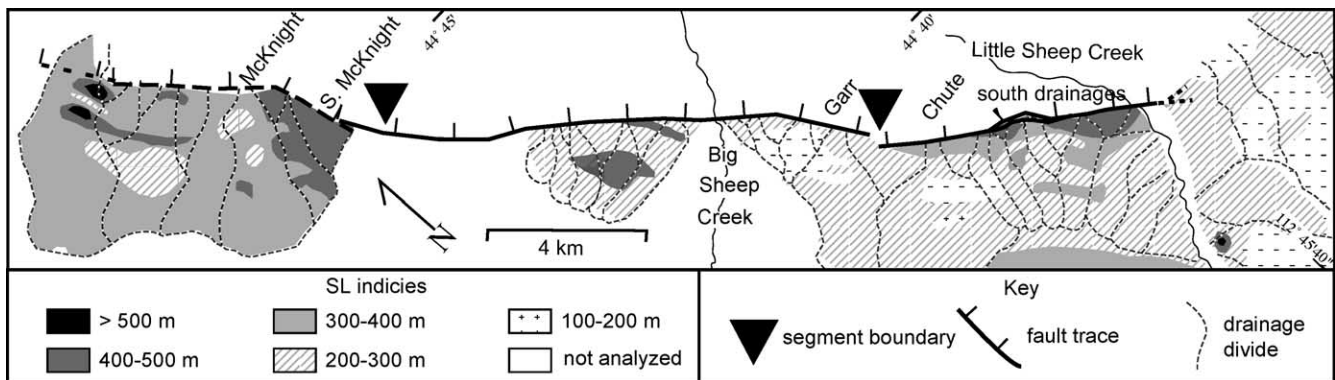 McKnight
S. McKnight
44° 45'
44° 40'
Little Sheep Creek
Garr
Chute
south drainages
Big
Sheep
Creek
N
4 km
112° 45'40"
SL indicies
> 500 m
300-400 m
100-200 m
400-500 m
200-300 m
not analyzed
Key
segment boundary
fault trace
drainage
divide